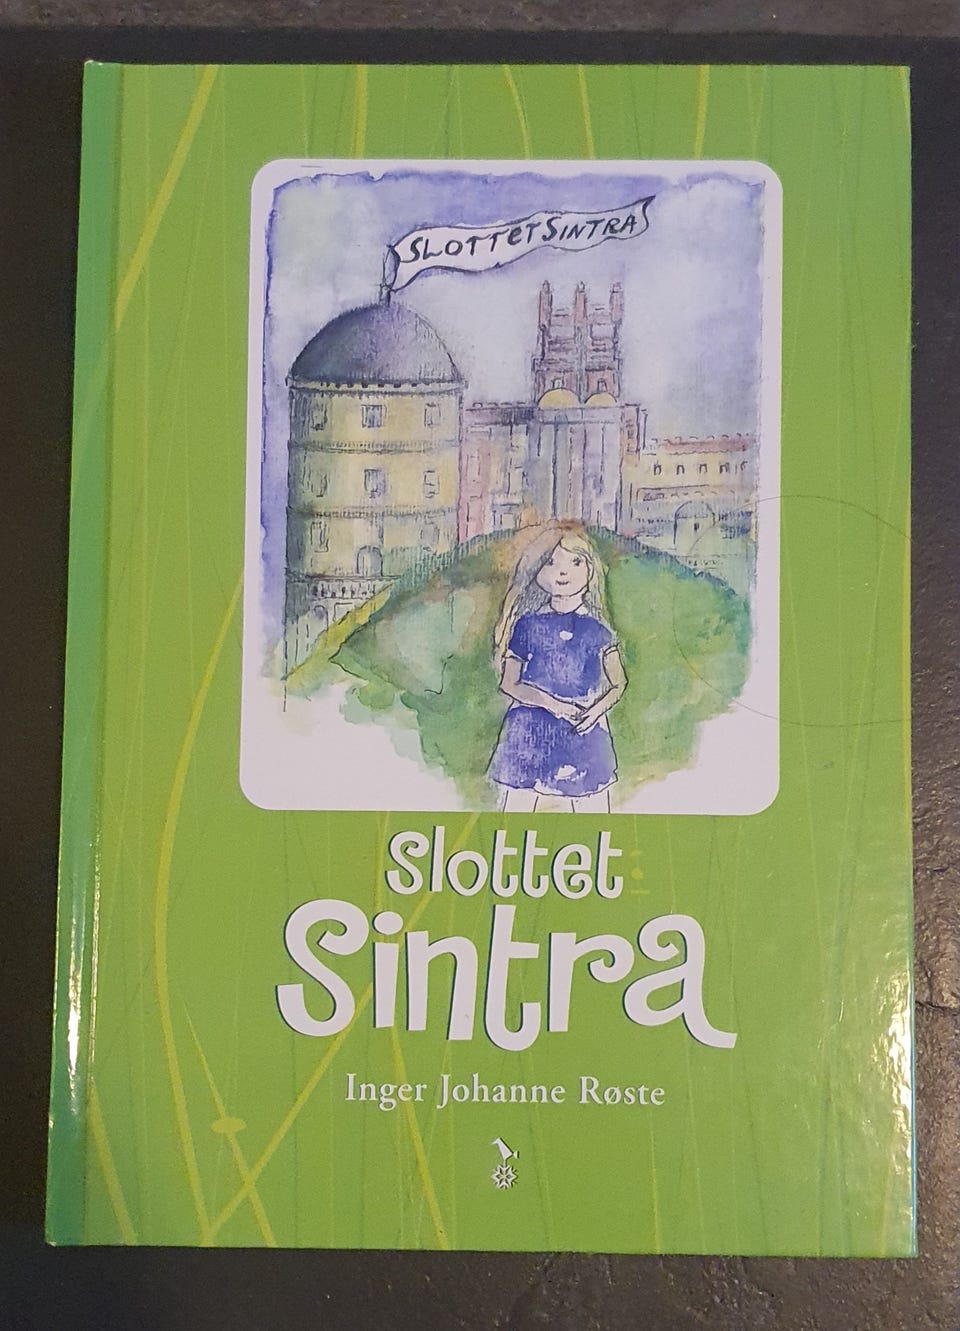 SLOTTET SINTRA
Slottet
Sintra
Inger Johanne Røste